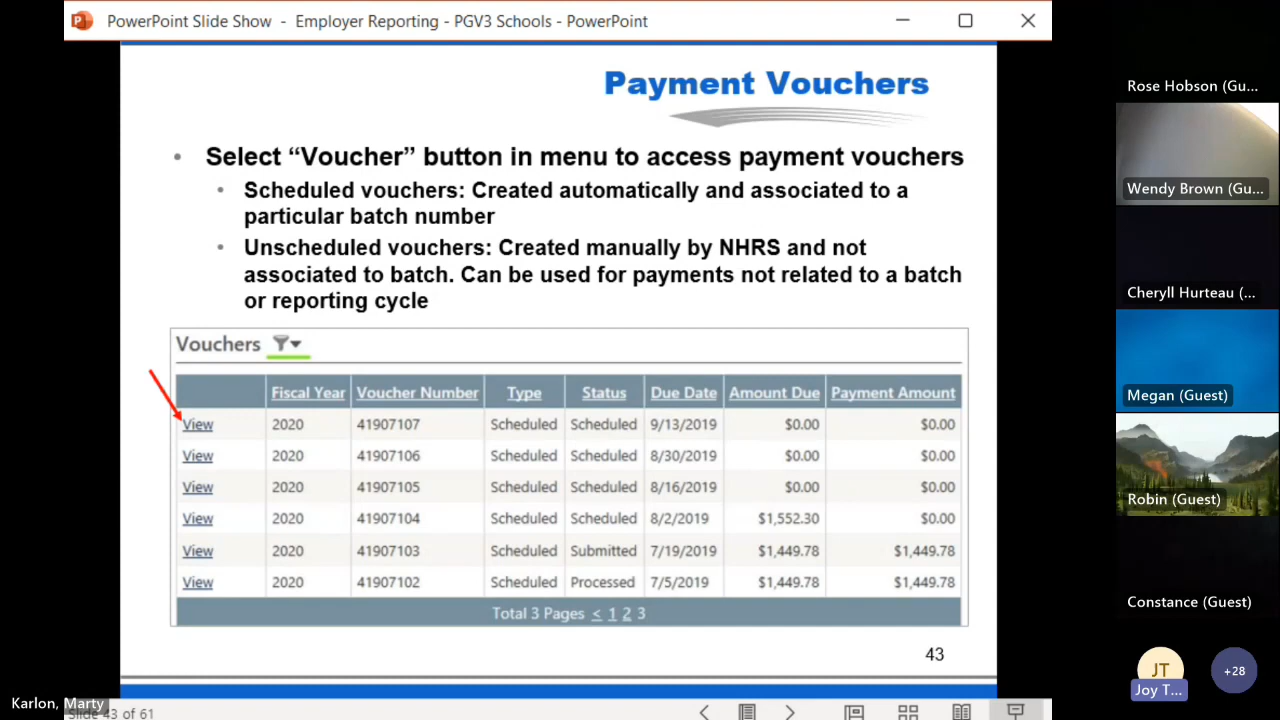 PowerPoint Slide Show - Employer Reporting - PGV3 Schools - PowerPoint
Payment Vouchers
• Select “Voucher” button in menu to access payment vouchers
• Scheduled vouchers: Created automatically and associated to a
particular batch number
• Unscheduled vouchers: Created manually by NHRS and not
associated to batch. Can be used for payments not related to a batch
or reporting cycle
Vouchers
Fiscal Year Voucher Number Type Status Due Date Amount Due Payment Amount
View 2020 41907107 Scheduled Scheduled 9/13/2019 $0.00 $0.00
View 2020 41907106 Scheduled Scheduled 8/30/2019 $0.00 $0.00
View 2020 41907105 Scheduled Scheduled 8/16/2019 $0.00 $0.00
View 2020 41907104 Scheduled Scheduled 8/2/2019 $1,552.30 $0.00
View 2020 41907103 Scheduled Submitted 7/19/2019 $1,449.78 $1,449.78
View 2020 41907102 Scheduled Processed 7/5/2019 $1,449.78 $1,449.78
Total 3 Pages < 1 2 3
43
Karlon, Marty
Slide 43 of 61
Rose Hobson (Gu...
Wendy Brown (Gu...
Cheryll Hurteau (...
Megan (Guest)
Robin (Guest)
Constance (Guest)
JT
Joy T...
+28